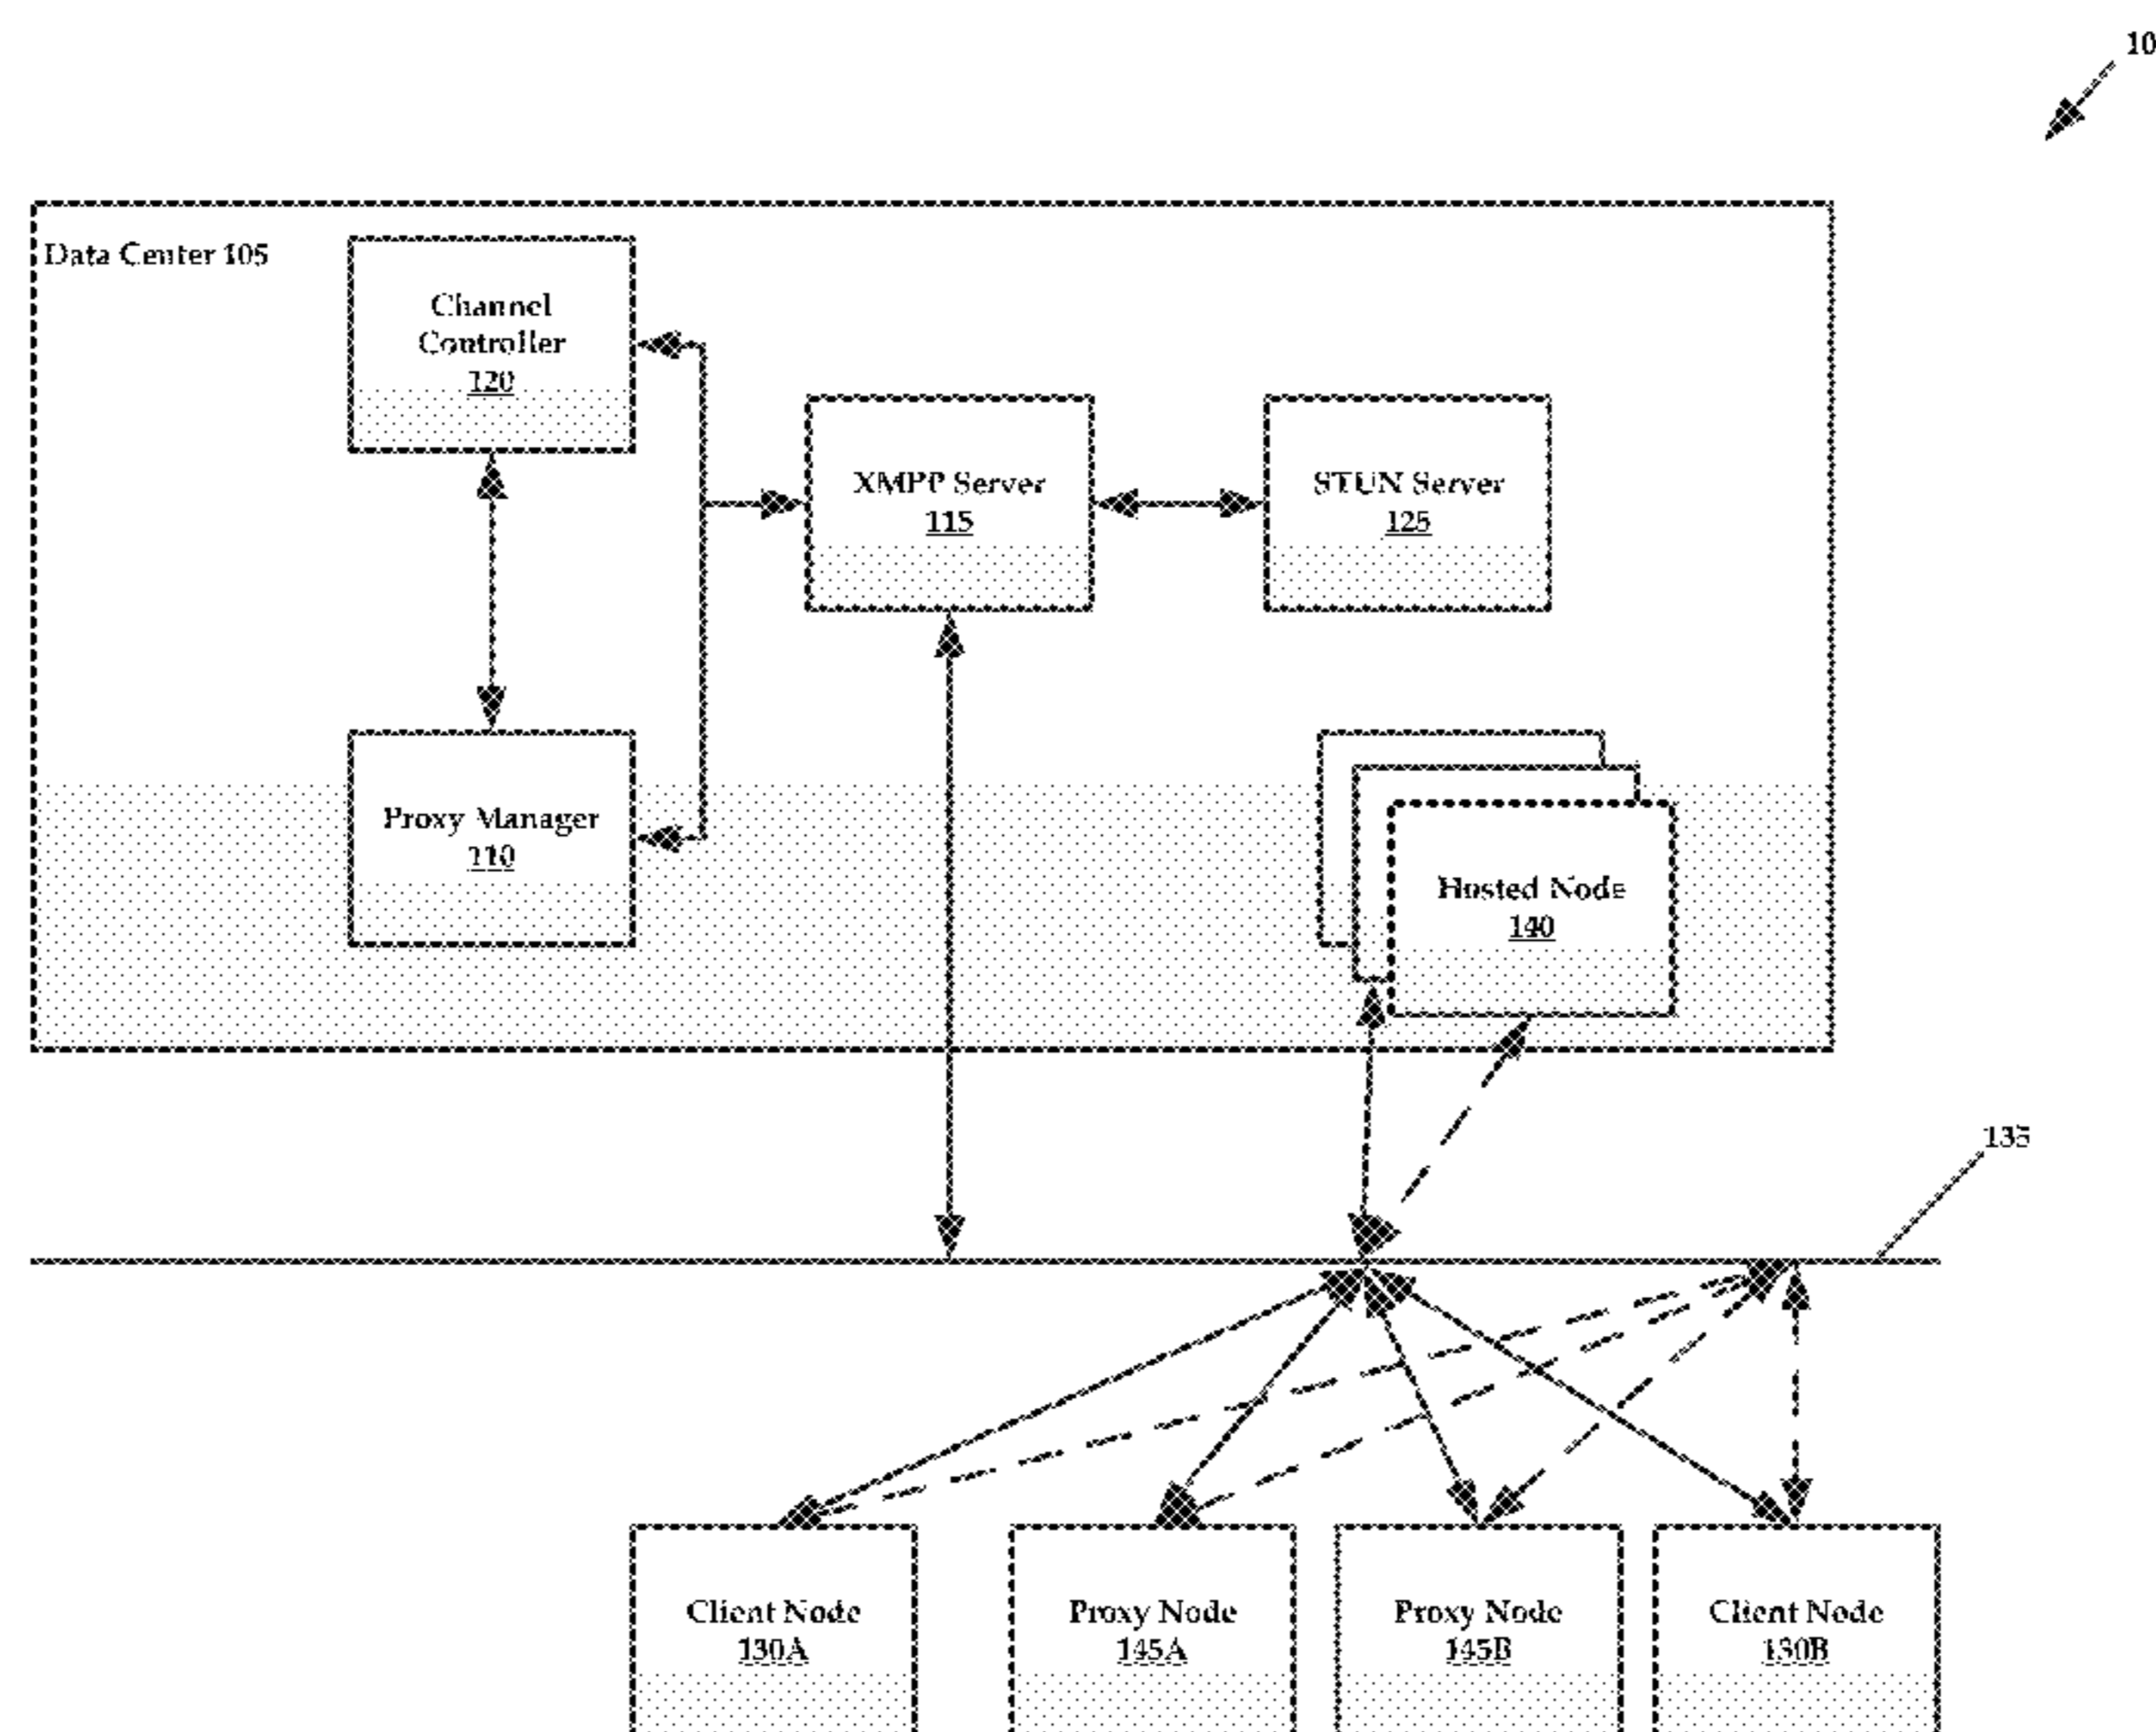 10
Data Center 105
Channel
Controller
120
XMPP Server
115
STUN Server
125
Proxy Manager
110
Hosted Node
140
135
Client Node
130A
Proxy Node
145A
Proxy Node
145B
Client Node
130B